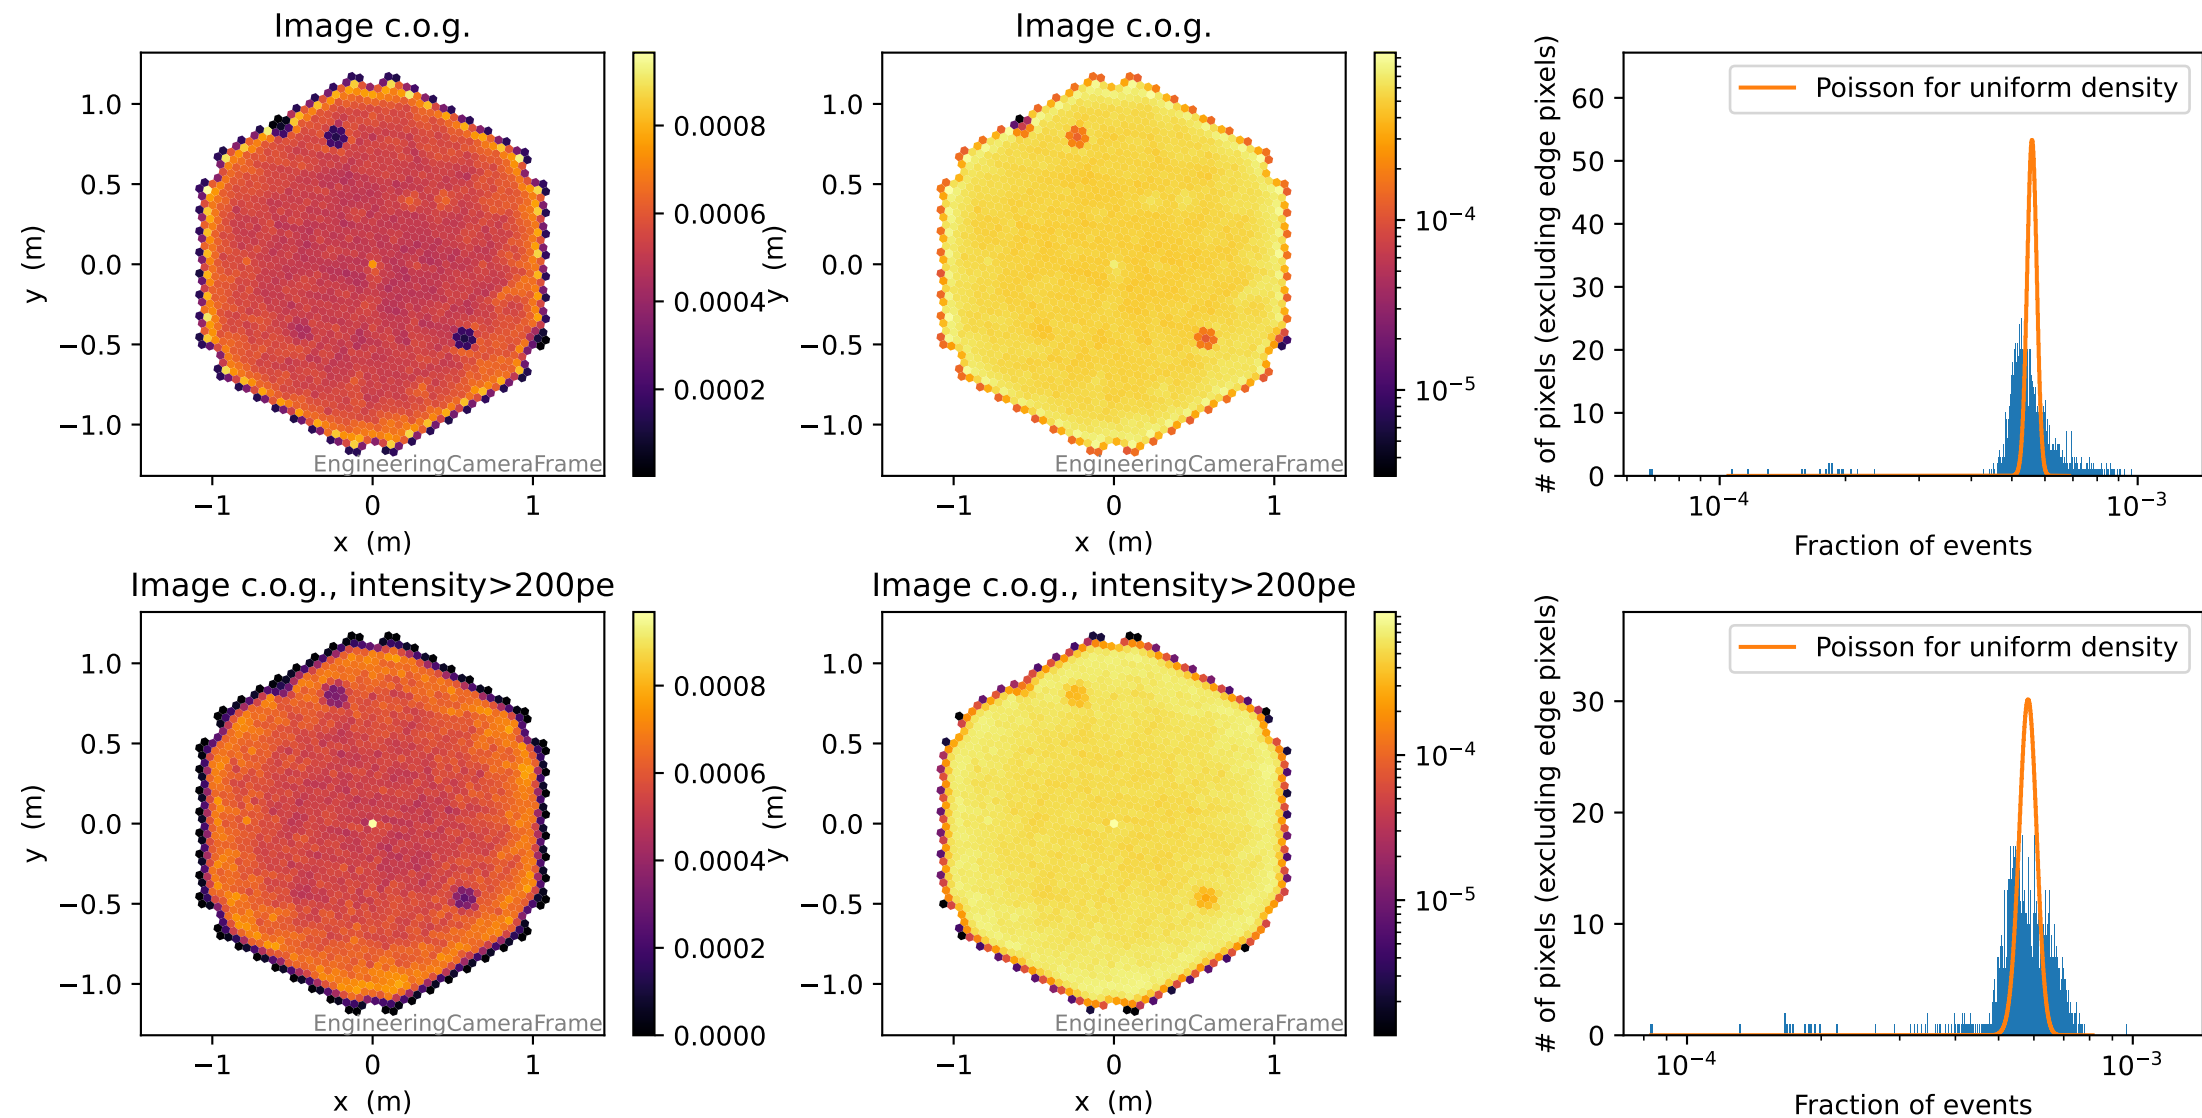 Image c.o.g.
1.0
0.5
0.0
−0.5
−1.0
y (m)
−1
0
1
x (m)
EngineeringCameraFrame
0.0008
0.0006
0.0004
0.0002
Image c.o.g.
1.0
0.5
0.0
−0.5
−1.0
y (m)
−1
0
1
x (m)
EngineeringCameraFrame
10⁻⁴
10⁻⁵
# of pixels (excluding edge pixels)
60
50
40
30
20
10
0
Poisson for uniform density
10⁻⁴
10⁻³
Fraction of events
Image c.o.g., intensity>200pe
1.0
0.5
0.0
−0.5
−1.0
y (m)
−1
0
1
x (m)
EngineeringCameraFrame
0.0008
0.0006
0.0004
0.0002
0.0000
Image c.o.g., intensity>200pe
1.0
0.5
0.0
−0.5
−1.0
y (m)
−1
0
1
x (m)
EngineeringCameraFrame
10⁻⁴
10⁻⁵
# of pixels (excluding edge pixels)
30
20
10
0
Poisson for uniform density
10⁻⁴
10⁻³
Fraction of events